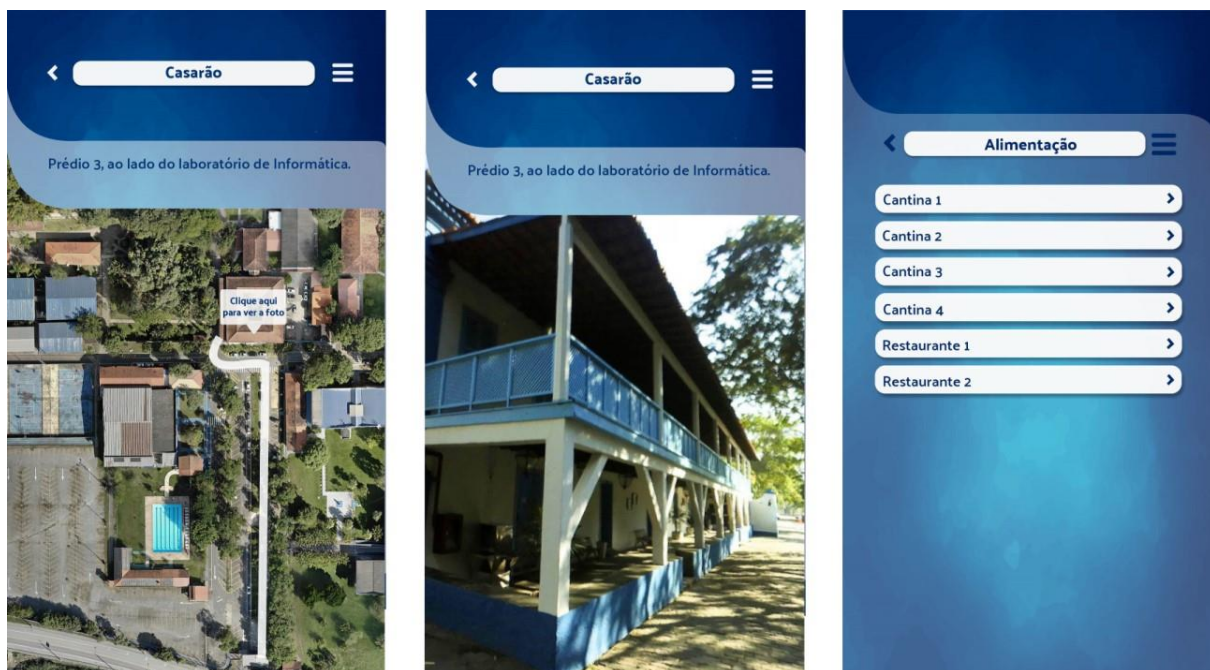 Casarão
Prédio 3, ao lado do laboratório de Informática.
Clique aqui
para ver a foto
Casarão
Prédio 3, ao lado do laboratório de Informática.
Alimentação
Cantina 1
Cantina 2
Cantina 3
Cantina 4
Restaurante 1
Restaurante 2